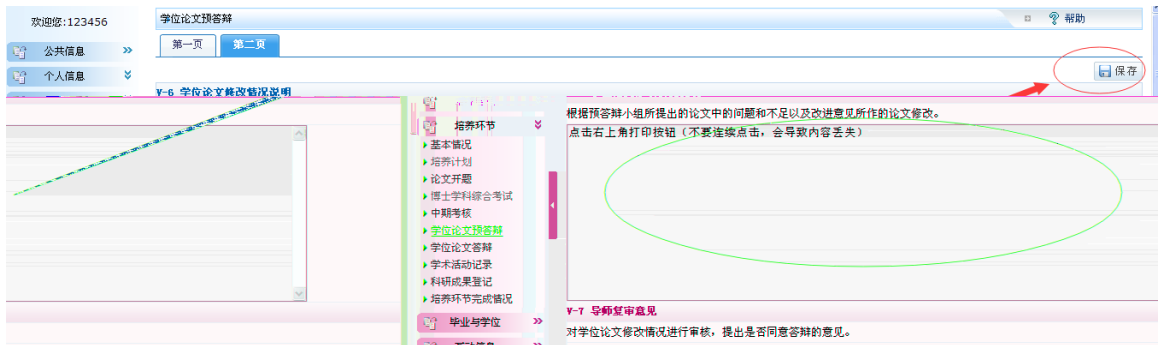 欢迎您:123456
学位论文预答辩
帮助
第一页
第二页
公共信息
个人信息
保存
V-6 学位论文修改情况说明
培养环节
基本情况
培养计划
论文开题
博士学科综合考试
中期考核
学位论文预答辩
学位论文答辩
学术活动记录
科研成果登记
培养环节完成情况
毕业与学位
互动信息
根据预答辩小组所提出的论文中的问题和不足以及改进意见所作的论文修改。
点击右上角打印按钮（不要连续点击，会导致内容丢失）
V-7 导师复审意见
对学位论文修改情况进行审核，提出是否同意答辩的意见。